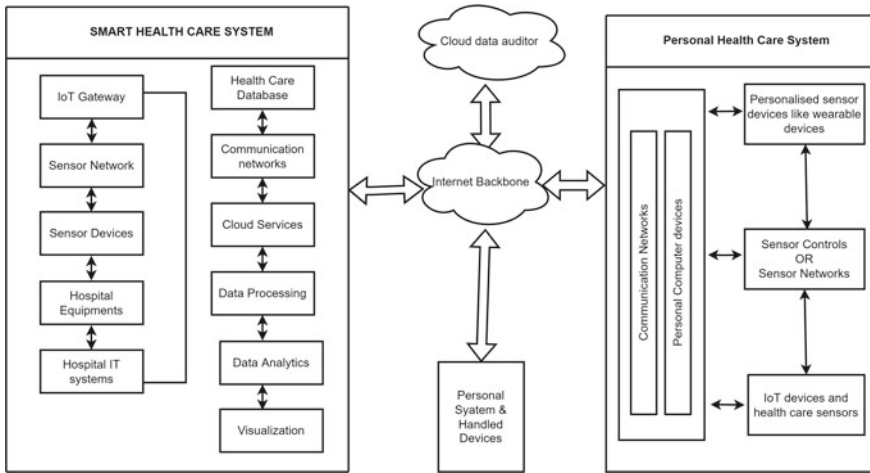 SMART HEALTH CARE SYSTEM
IoT Gateway
Sensor Network
Sensor Devices
Hospital
Equipments
Hospital IT
systems
Health Care
Database
Communication
networks
Cloud Services
Data Processing
Data Analytics
Visualization
Cloud data auditor
Internet Backbone
Personal
Syatem &
Handled
Devices
Personal Health Care System
Communication Networks
Personal Computer devices
Personalised sensor
devices like wearable
devices
Sensor Controls
OR
Sensor Networks
IoT devices and
health care sensors